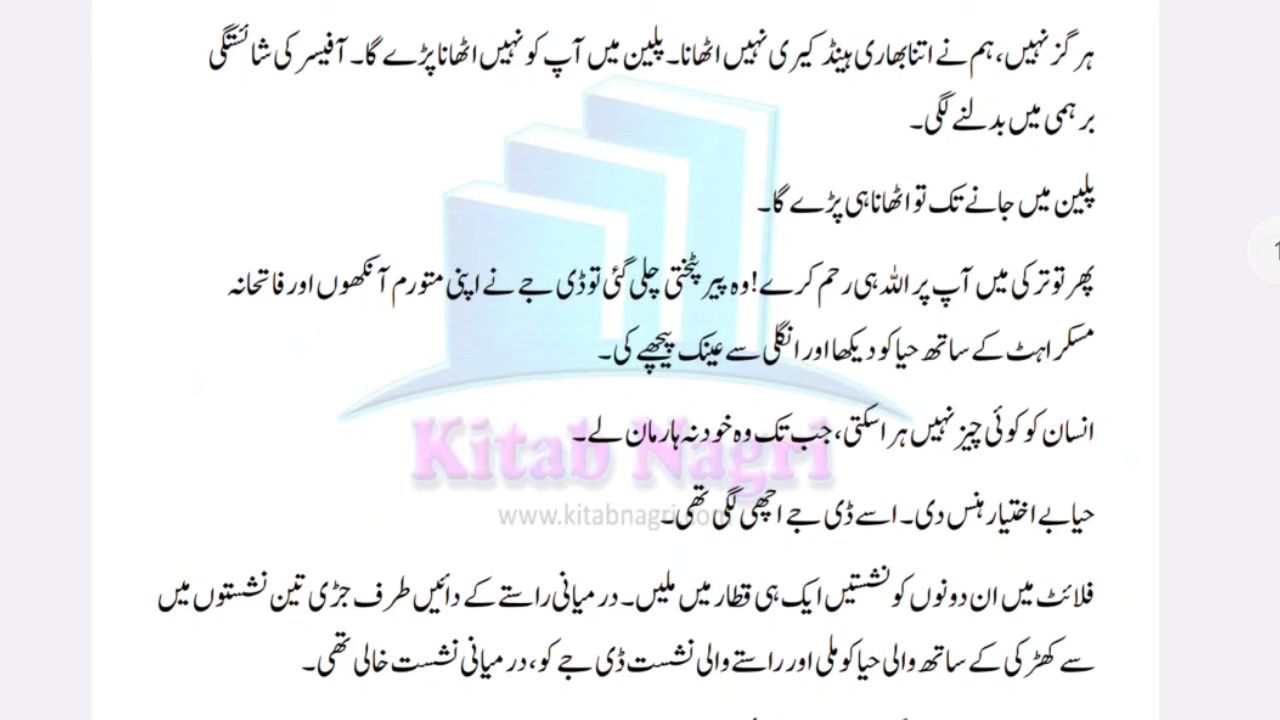 ہرگز نہیں، ہم نے اتنا بھاری ہینڈ کیری نہیں اٹھانا۔ پلین میں آپ کو نہیں اٹھانا پڑے گا۔ آفیسر کی شائستگی
برہمی میں بدلنے لگی۔
پلین میں جانے تک تو اٹھانا ہی پڑے گا۔
پھر تو ترکی میں آپ پر اللہ ہی رحم کرے! وہ پیر پٹختی چلی گئی تو ڈی جے نے اپنی متورم آنکھوں اور فاتحانہ
مسکراہٹ کے ساتھ حیا کو دیکھا اور انگلی سے عینک پیچھے کی۔
انسان کو کوئی چیز نہیں ہرا سکتی، جب تک وہ خود نہ ہار مان لے۔
Kitab Nagri
حیا بے اختیار ہنس دی۔ اسے ڈی جے اچھی لگی تھی۔
www.kitabnagri.com
فلائٹ میں ان دونوں کو نشستیں ایک ہی قطار میں ملیں۔ درمیانی راستے کے دائیں طرف جڑی تین نشستوں میں
سے کھڑکی کے ساتھ والی حیا کو ملی اور راستے والی نشست ڈی جے کو، درمیانی نشست خالی تھی۔